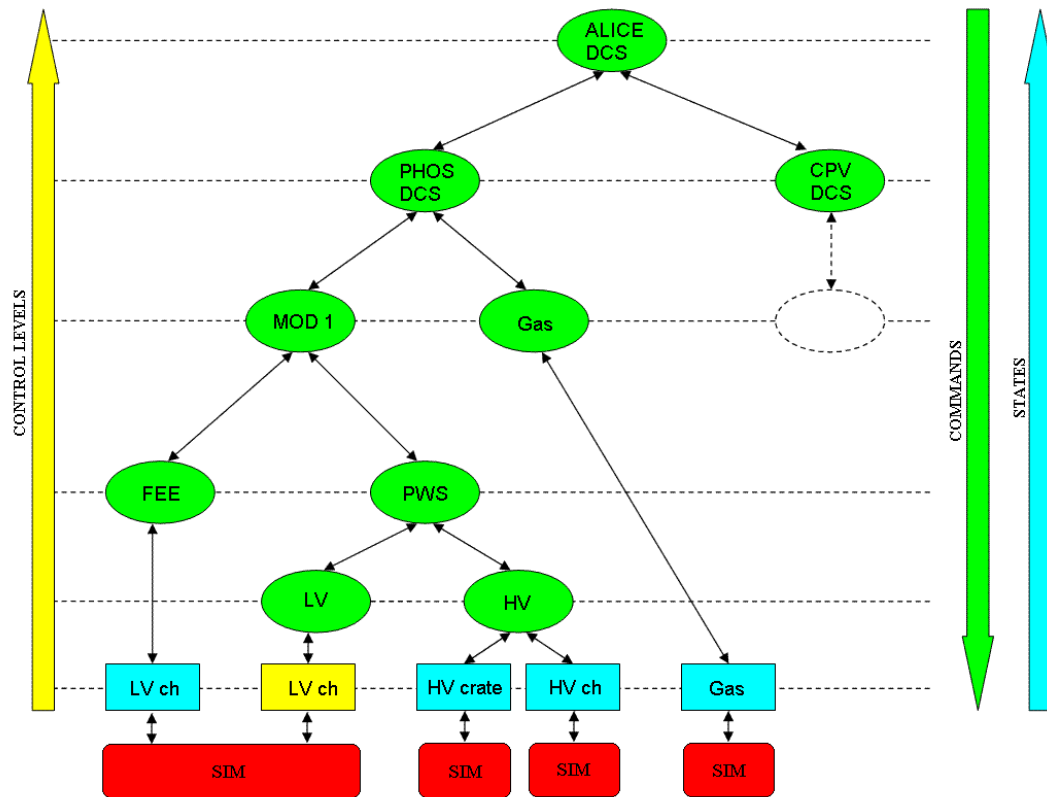 ALICE
DCS
PHOS
DCS
CPV
DCS
MOD 1
Gas
CONTROL LEVELS
COMMANDS
STATES
FEE
PWS
LV
HV
LV ch
LV ch
HV crate
HV ch
Gas
SIM
SIM
SIM
SIM